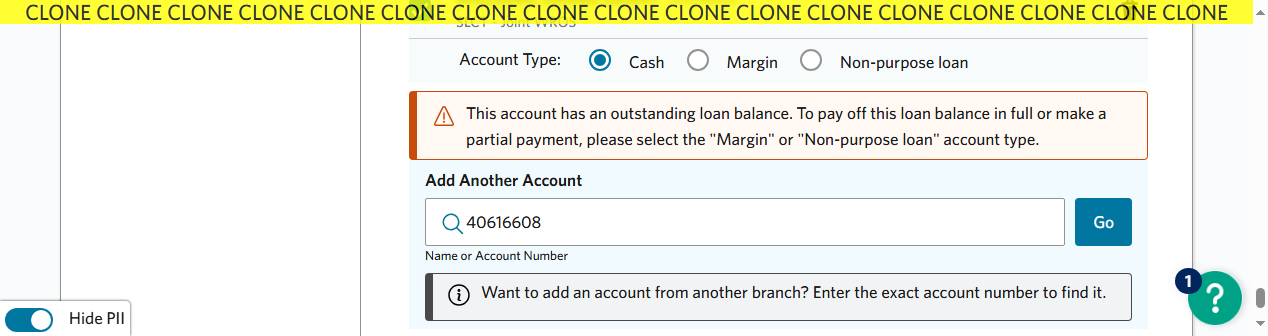 CLONE CLONE CLONE CLONE CLONE CLONE CLONE CLONE CLONE CLONE CLONE CLONE CLONE CLONE CLONE CLONE CLONE
Account Type: Cash Margin Non-purpose loan
This account has an outstanding loan balance. To pay off this loan balance in full or make a
partial payment, please select the "Margin" or "Non-purpose loan" account type.
Add Another Account
40616608
Go
Name or Account Number
Want to add an account from another branch? Enter the exact account number to find it.
1
?
Hide PII